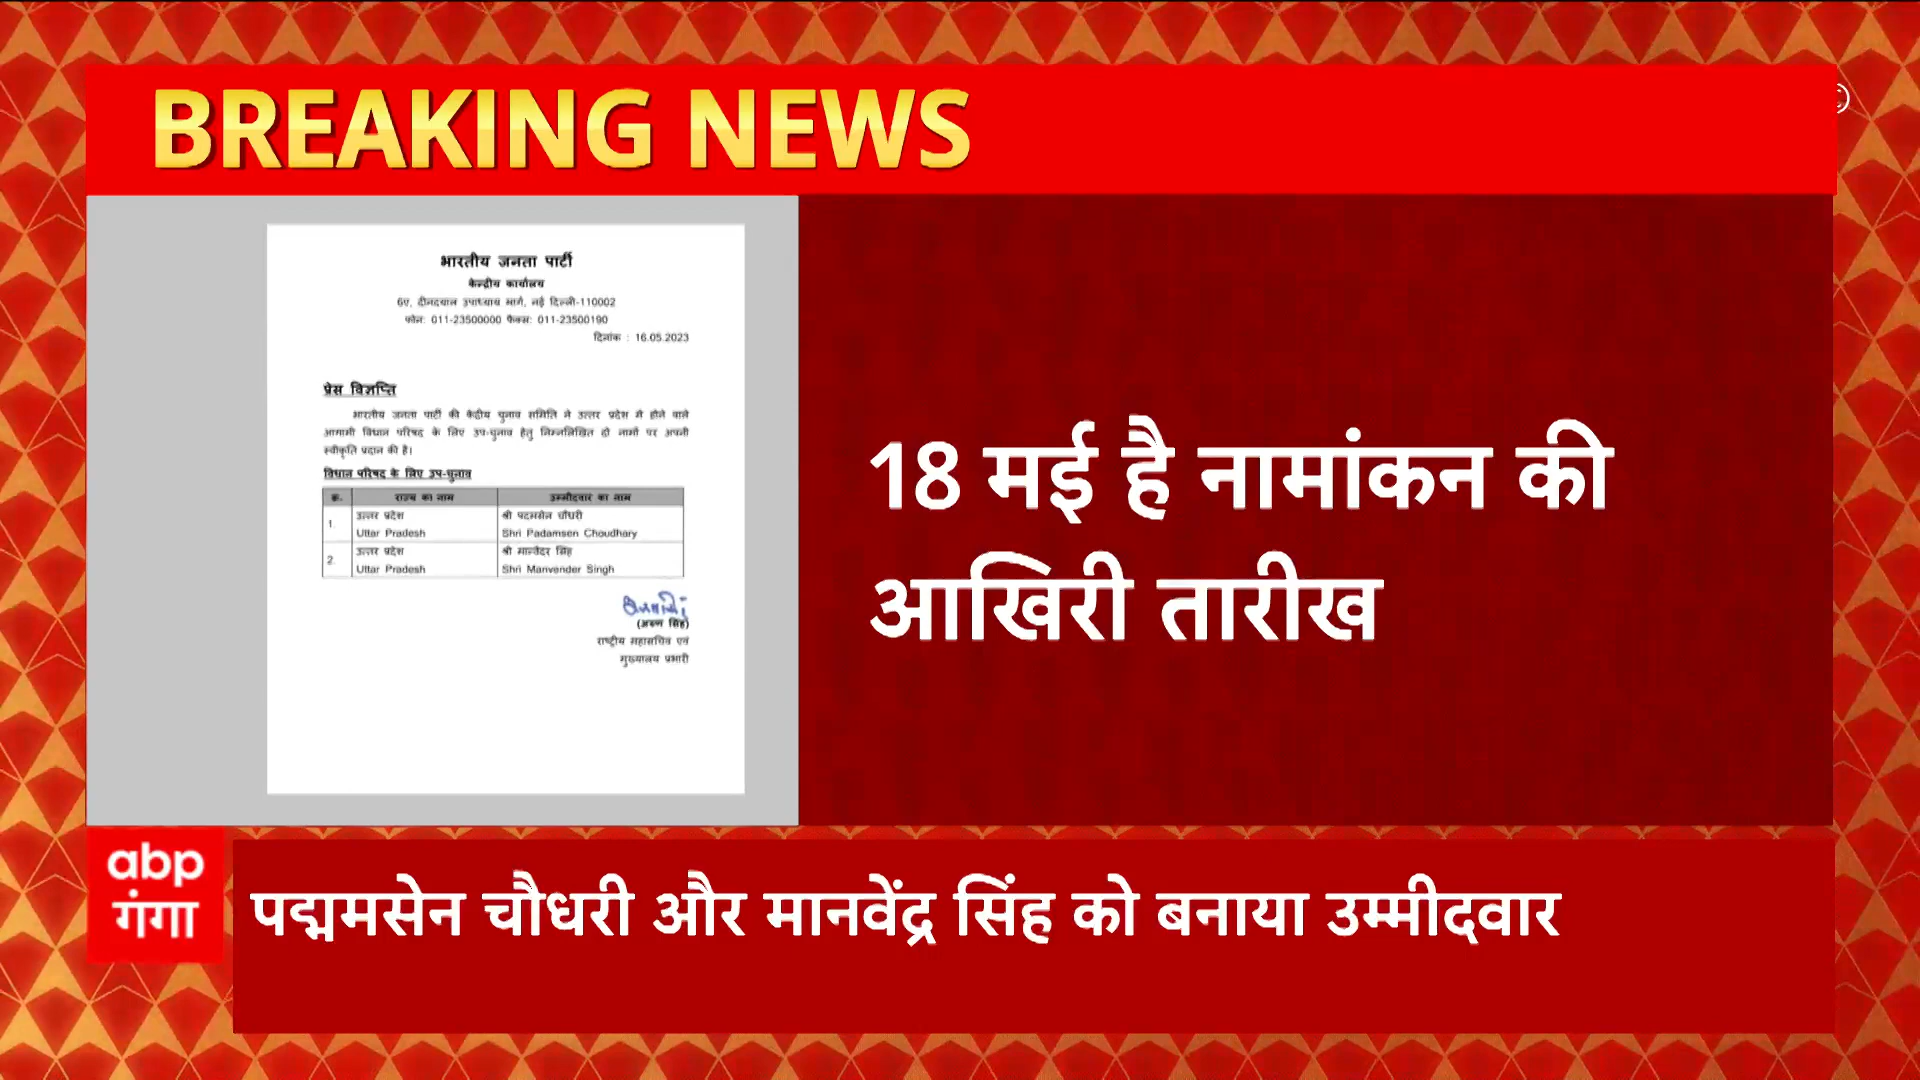 BREAKING NEWS
भारतीय जनता पार्टी
केन्द्रीय कार्यालय
6ए, दीनदयाल उपाध्याय मार्ग, नई दिल्ली-110002
फोन: 011-23500000 फैक्स: 011-23500190
दिनांक : 16.05.2023
प्रेस विज्ञप्ति
भारतीय जनता पार्टी की केंद्रीय चुनाव समिति ने उत्तर प्रदेश मे होने वाले
आगामी विधान परिषद के लिए उप-चुनाव हेतु निम्नलिखित दो नामों पर अपनी
स्वीकृति प्रदान की है।
विधान परिषद के लिए उप-चुनाव
क्र. राज्य का नाम उम्मीदवार का नाम
1. उत्तर प्रदेश श्री पदमसेन चौधरी
Uttar Pradesh Shri Padamsen Choudhary
2. उत्तर प्रदेश श्री मानवेंदर सिंह
Uttar Pradesh Shri Manvender Singh
(अरुण सिंह)
राष्ट्रीय महासचिव एवं
मुख्यालय प्रभारी
18 मई है नामांकन की
आखिरी तारीख
abp
गंगा
पद्ममसेन चौधरी और मानवेंद्र सिंह को बनाया उम्मीदवार